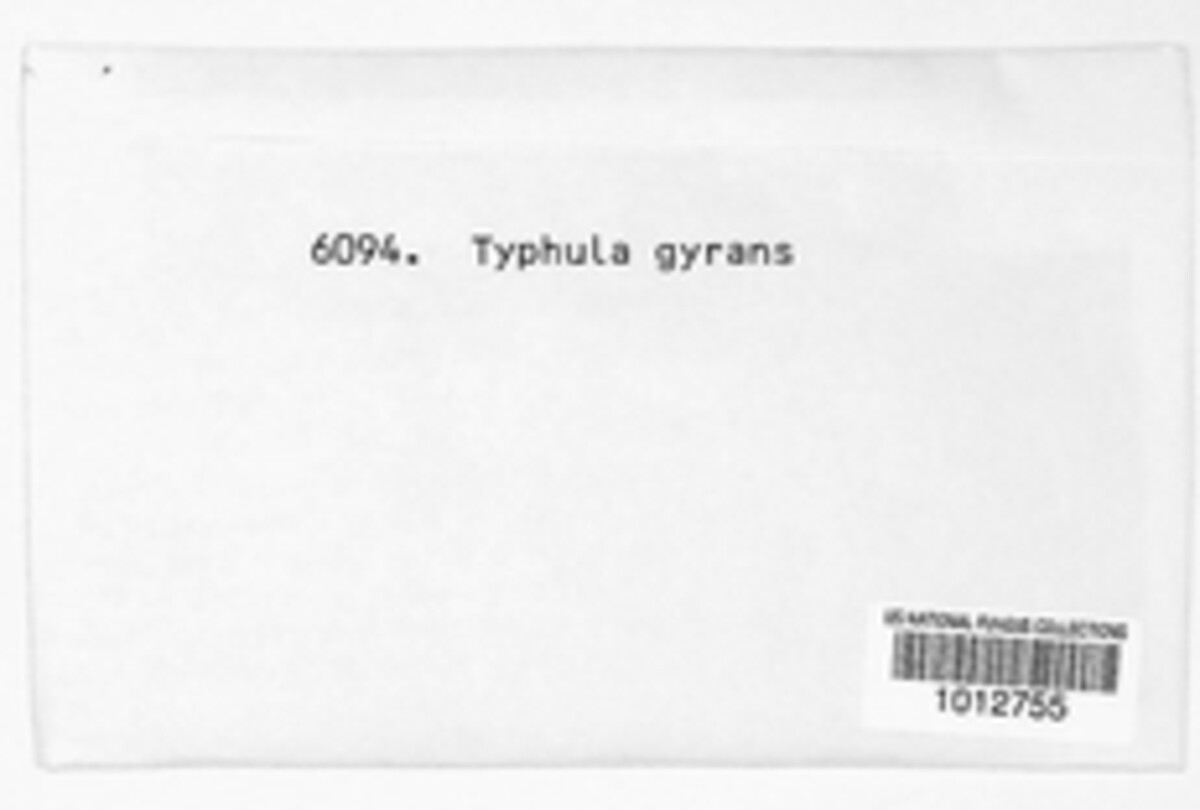 6094. Typhula gyrans
US NATIONAL FUNGUS COLLECTIONS
1012755